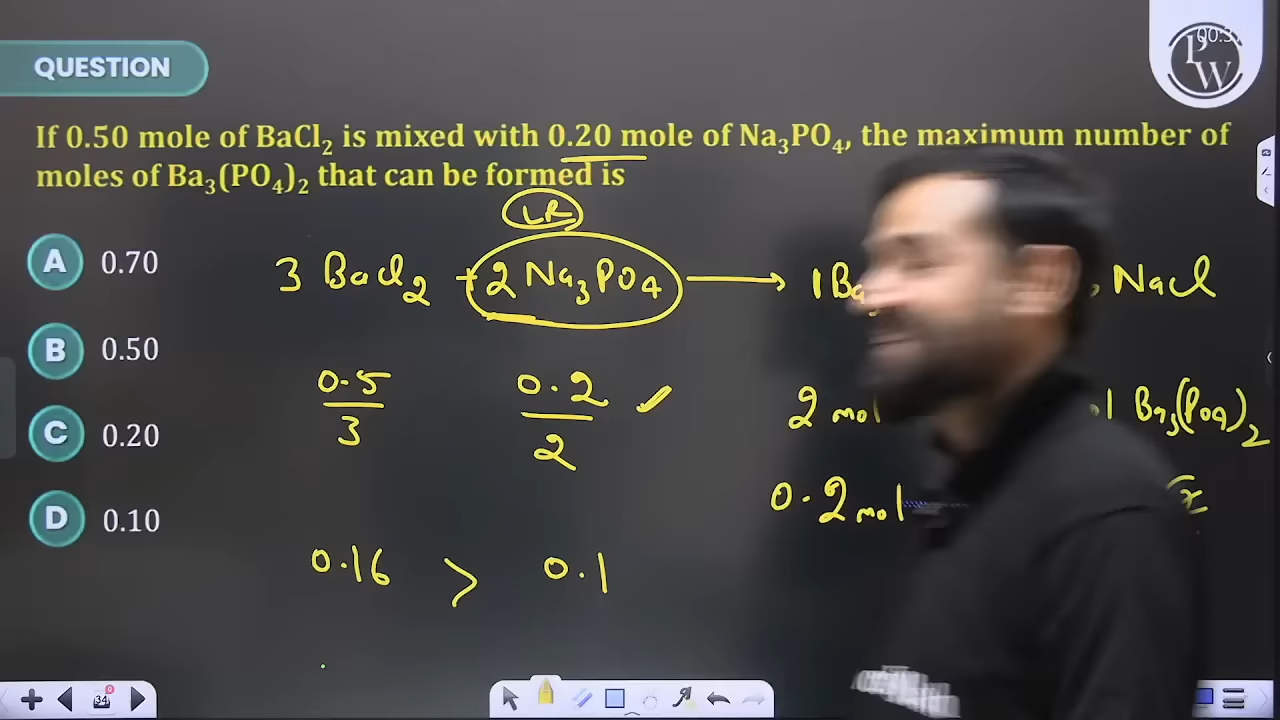 QUESTION
If 0.50 mole of BaCl₂ is mixed with 0.20 mole of Na₃PO₄, the maximum number of
moles of Ba₃(PO₄)₂ that can be formed is
LR
A 0.70
3 BaCl₂ + 2 Na₃PO₄ → 1 NaCl
B 0.50
0.5/3 0.2/2 ✓
C 0.20
2 mol Ba₃(PO₄)₂
0.2 mol x
D 0.10
0.16 > 0.1
34
PW